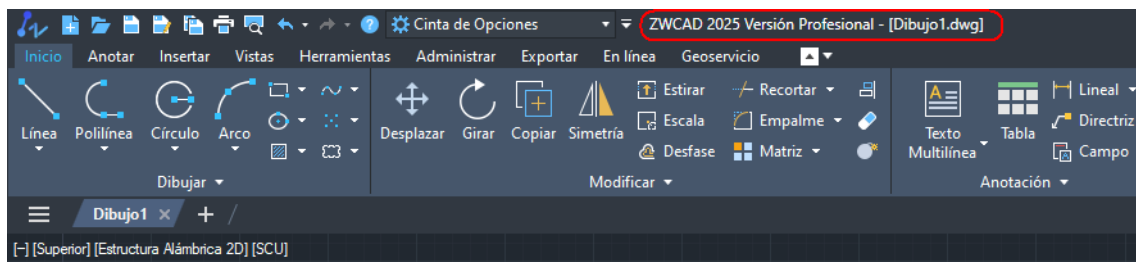 Cinta de Opciones
ZWCAD 2025 Versión Profesional - [Dibujo1.dwg]
Inicio Anotar Insertar Vistas Herramientas Administrar Exportar En línea Geoservicio
Línea Polilínea Círculo Arco
Dibujar
Desplazar Girar Copiar Simetría
Estirar Recortar
Escala Empalme
Desfase Matriz
Modificar
Texto Multilínea
Tabla
Lineal
Directriz
Campo
Anotación
Dibujo1
[-] [Superior] [Estructura Alámbrica 2D] [SCU]